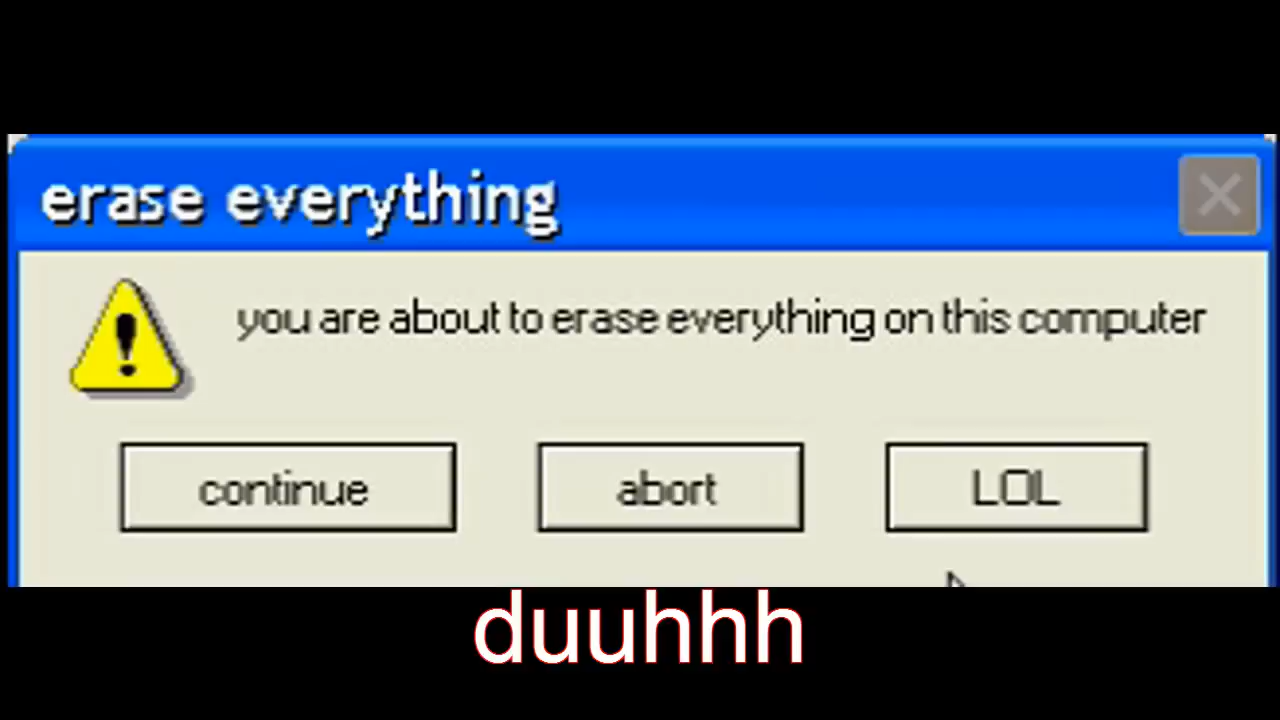 erase everything
you are about to erase everything on this computer
continue abort LOL
duuhhh